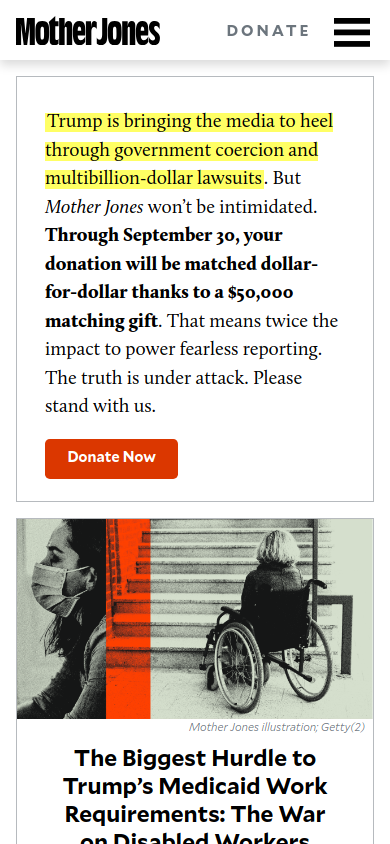 Mother Jones
DONATE
Trump is bringing the media to heel
through government coercion and
multibillion-dollar lawsuits. But
Mother Jones won’t be intimidated.
Through September 30, your
donation will be matched dollar-
for-dollar thanks to a $50,000
matching gift. That means twice the
impact to power fearless reporting.
The truth is under attack. Please
stand with us.
Donate Now
Mother Jones illustration; Getty(2)
The Biggest Hurdle to
Trump’s Medicaid Work
Requirements: The War
on Disabled Workers